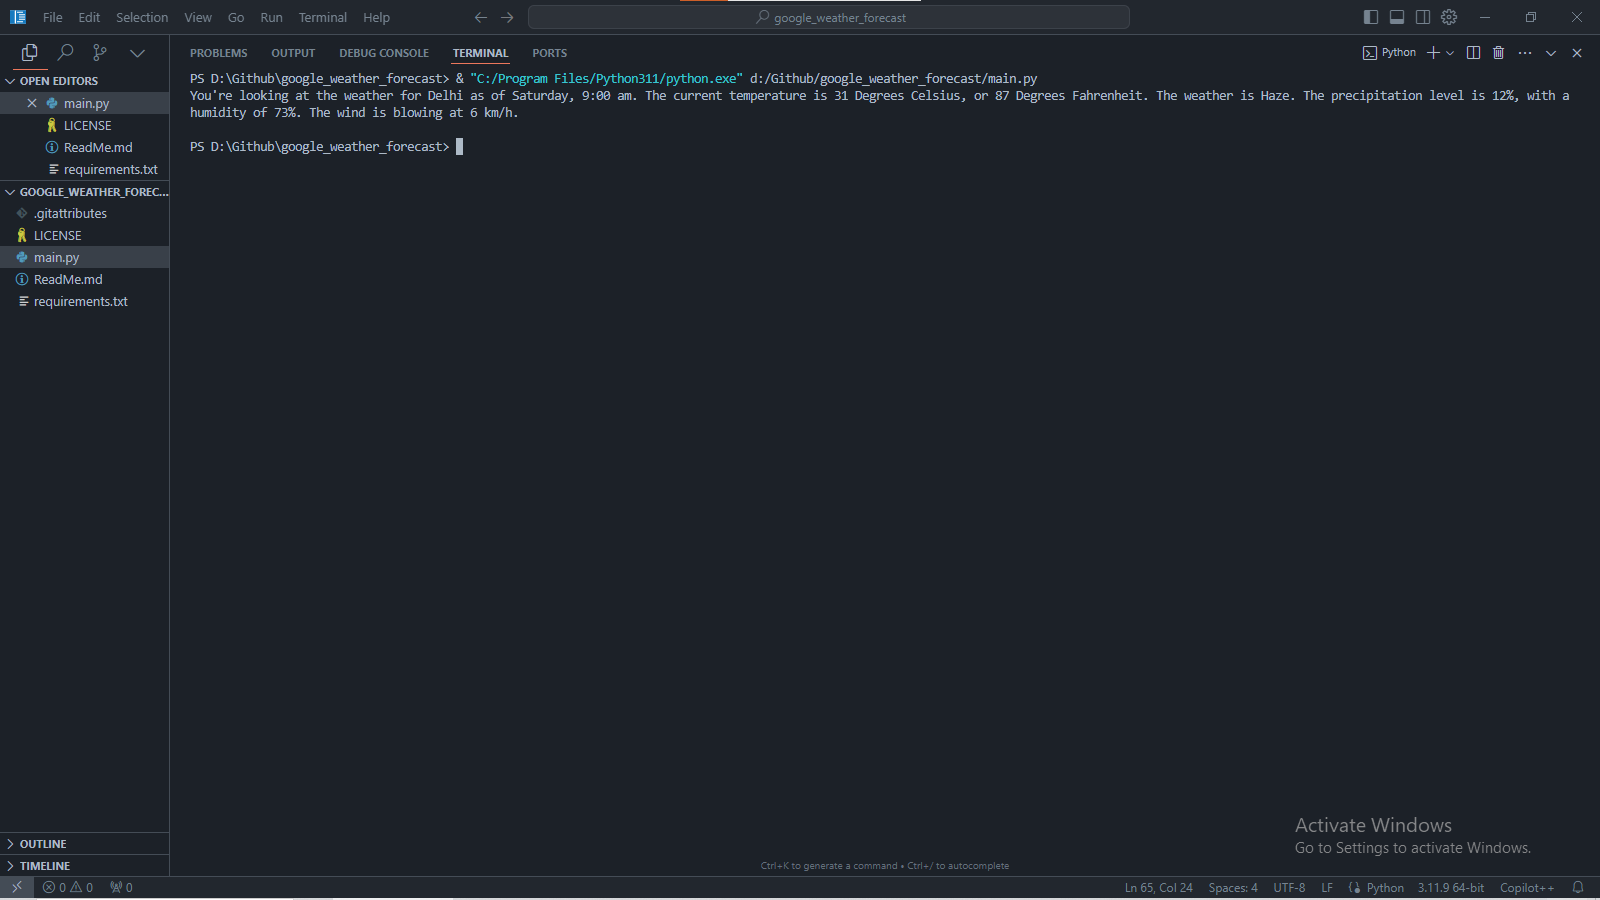 File Edit Selection View Go Run Terminal Help
google_weather_forecast
PROBLEMS OUTPUT DEBUG CONSOLE TERMINAL PORTS
Python
OPEN EDITORS
main.py
LICENSE
ReadMe.md
requirements.txt
GOOGLE_WEATHER_FOREC...
.gitattributes
LICENSE
main.py
ReadMe.md
requirements.txt
PS D:\Github\google_weather_forecast> & "C:/Program Files/Python311/python.exe" d:/Github/google_weather_forecast/main.py
You're looking at the weather for Delhi as of Saturday, 9:00 am. The current temperature is 31 Degrees Celsius, or 87 Degrees Fahrenheit. The weather is Haze. The precipitation level is 12%, with a
humidity of 73%. The wind is blowing at 6 km/h.
PS D:\Github\google_weather_forecast>
OUTLINE
TIMELINE
Activate Windows
Go to Settings to activate Windows.
Ctrl+K to generate a command • Ctrl+/ to autocomplete
0 0 0
Ln 65, Col 24 Spaces: 4 UTF-8 LF Python 3.11.9 64-bit Copilot++